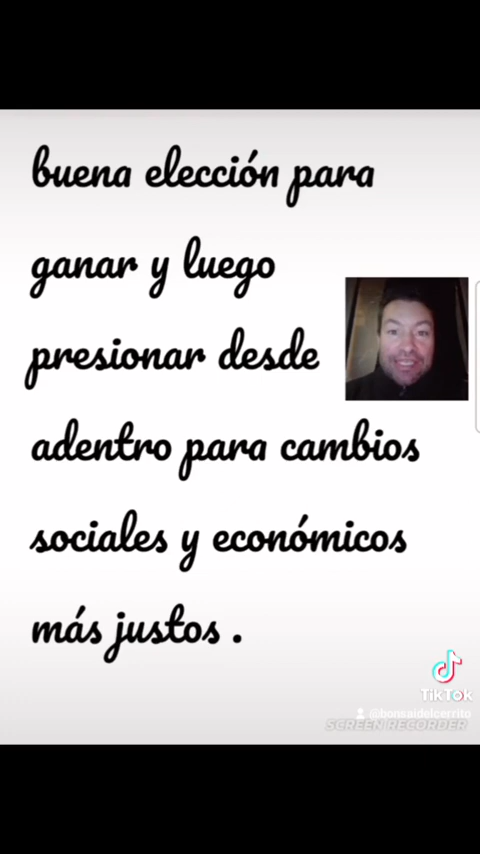 buena elección para
ganar y luego
presionar desde
adentro para cambios
sociales y económicos
más justos .
TikTok
@bonsaidelcerrito
SCREEN RECORDER